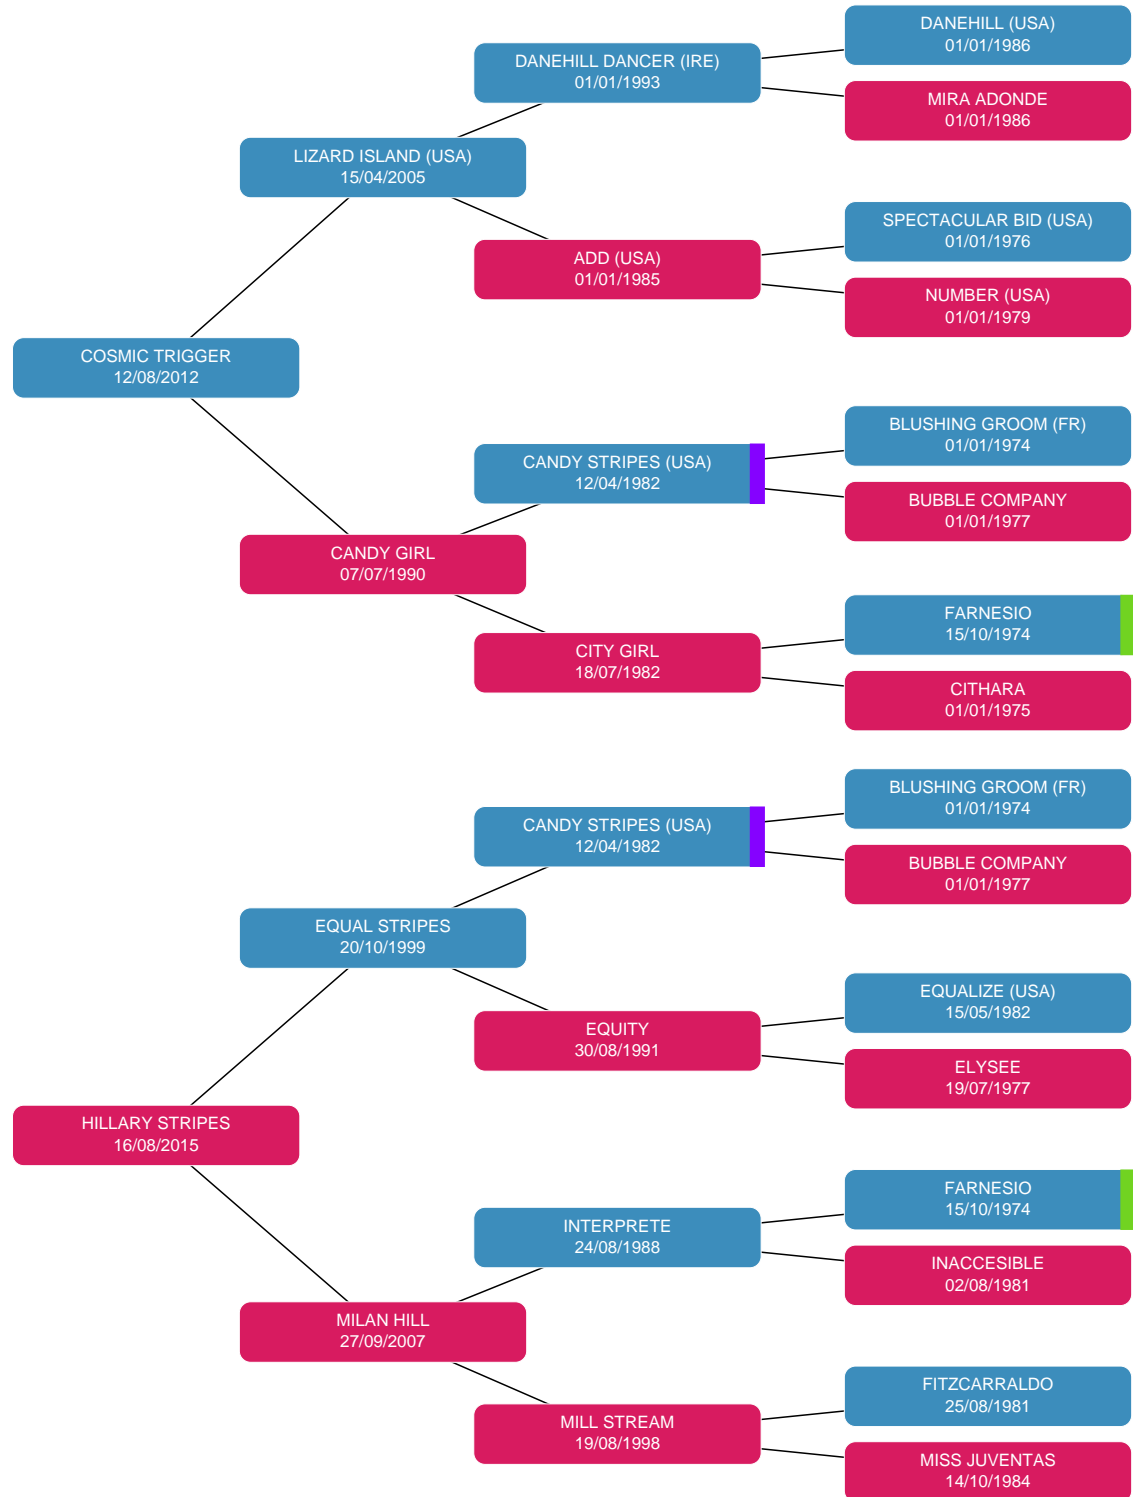 DANEHILL (USA)
01/01/1986
DANEHILL DANCER (IRE)
01/01/1993
MIRA ADONDE
01/01/1986
LIZARD ISLAND (USA)
15/04/2005
SPECTACULAR BID (USA)
01/01/1976
ADD (USA)
01/01/1985
NUMBER (USA)
01/01/1979
COSMIC TRIGGER
12/08/2012
BLUSHING GROOM (FR)
01/01/1974
CANDY STRIPES (USA)
12/04/1982
BUBBLE COMPANY
01/01/1977
CANDY GIRL
07/07/1990
FARNESIO
15/10/1974
CITY GIRL
18/07/1982
CITHARA
01/01/1975
BLUSHING GROOM (FR)
01/01/1974
CANDY STRIPES (USA)
12/04/1982
BUBBLE COMPANY
01/01/1977
EQUAL STRIPES
20/10/1999
EQUALIZE (USA)
15/05/1982
EQUITY
30/08/1991
ELYSEE
19/07/1977
HILLARY STRIPES
16/08/2015
FARNESIO
15/10/1974
INTERPRETE
24/08/1988
INACCESIBLE
02/08/1981
MILAN HILL
27/09/2007
FITZCARRALDO
25/08/1981
MILL STREAM
19/08/1998
MISS JUVENTAS
14/10/1984